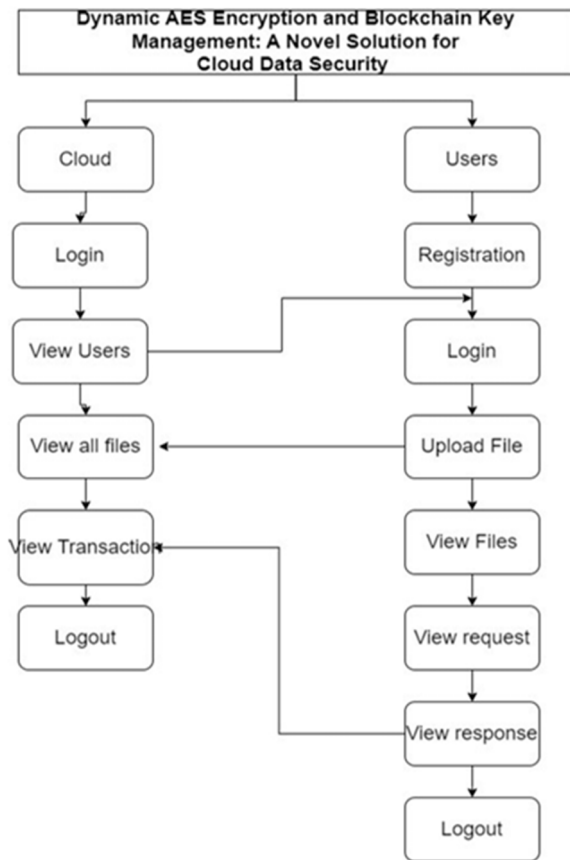 Dynamic AES Encryption and Blockchain Key
Management: A Novel Solution for
Cloud Data Security
Cloud
Users
Login
Registration
View Users
Login
View all files
Upload File
View Transaction
View Files
Logout
View request
View response
Logout